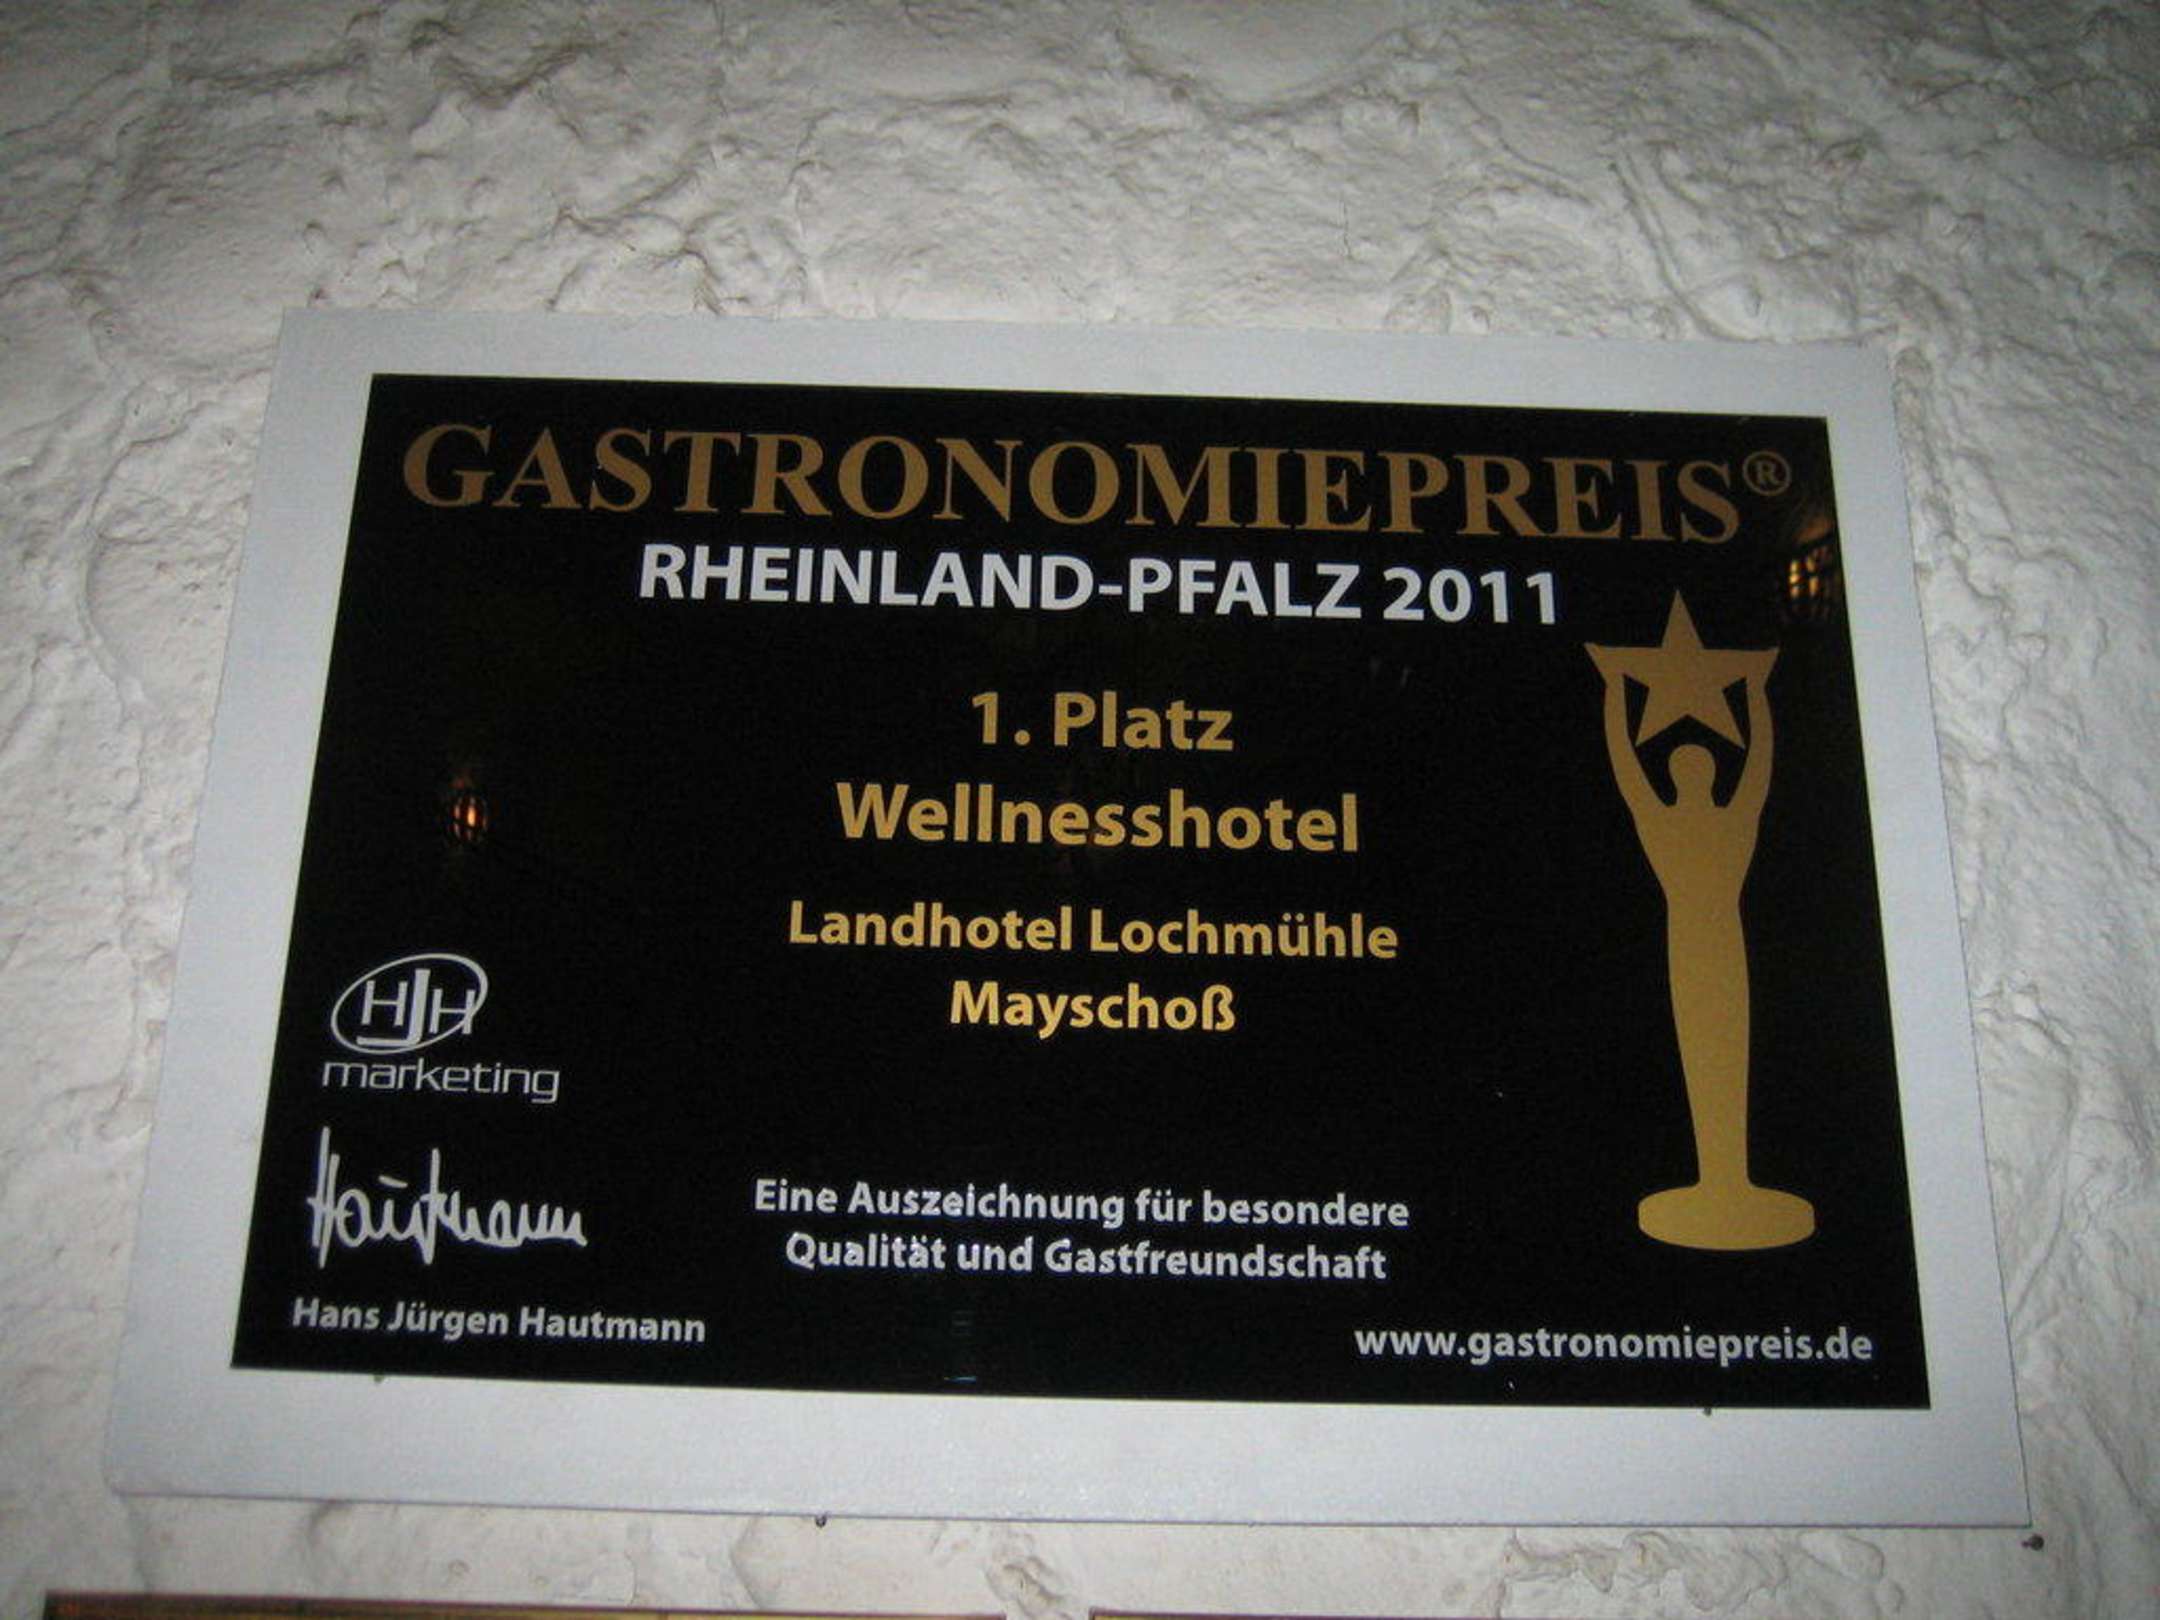 GASTRONOMIEPREIS®
RHEINLAND-PFALZ 2011
1. Platz
Wellnesshotel
Landhotel Lochmühle
Mayschoß
HJH
marketing
Hautmann
Eine Auszeichnung für besondere
Qualität und Gastfreundschaft
Hans Jürgen Hautmann
www.gastronomiepreis.de